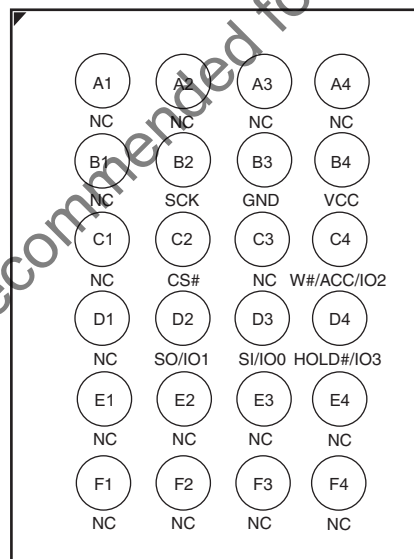 ecommended fo
A1 A2 A3 A4
NC NC NC NC
B1 B2 B3 B4
NC SCK GND VCC
C1 C2 C3 C4
NC CS# NC W#/ACC/IO2
D1 D2 D3 D4
NC SO/IO1 SI/IO0 HOLD#/IO3
E1 E2 E3 E4
NC NC NC NC
F1 F2 F3 F4
NC NC NC NC